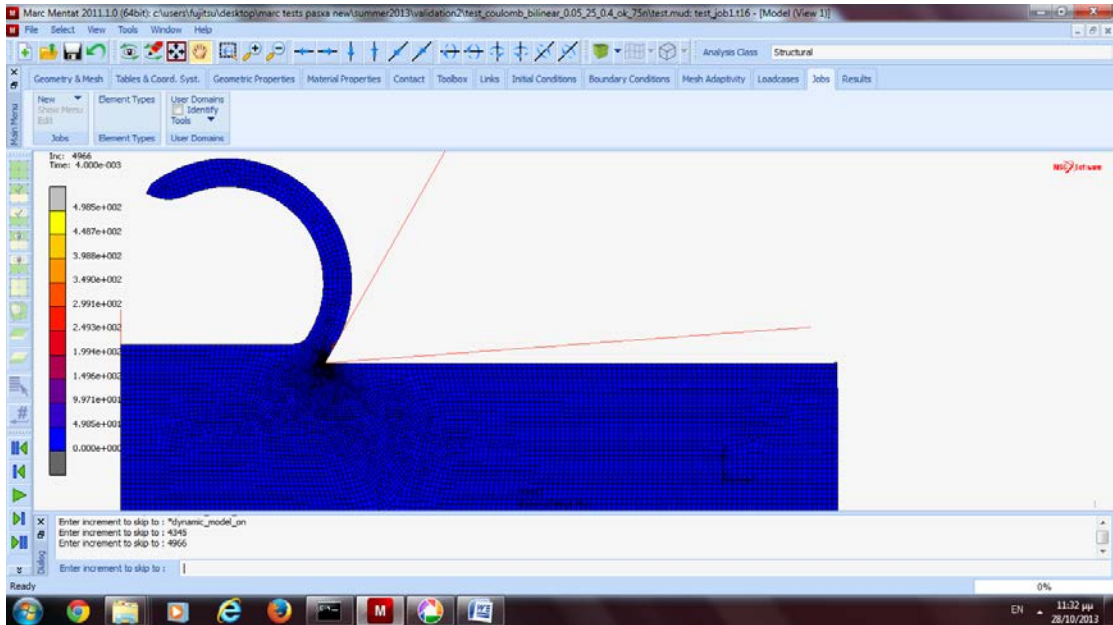 Marc Mentat 2011.1.0 (64bit): c:\users\fujitsu\desktop\marc tests pasxa new\summer2013\validation2\test_coulomb_bilinear_0.05_25_0.4_ok_75n\test.mud: test_job1.t16 - [Model (View 1)]
File Select View Tools Window Help
Analysis Class Structural
Geometry & Mesh Tables & Coord. Syst. Geometric Properties Material Properties Contact Toolbox Links Initial Conditions Boundary Conditions Mesh Adaptivity Loadcases Jobs Results
Main Menu
New Element Types User Domains
Show Menu Identify
Edit Tools
Jobs Element Types User Domains
Inc: 4966
Time: 4.000e-003
4.985e+002
4.487e+002
3.988e+002
3.490e+002
2.991e+002
2.493e+002
1.994e+002
1.496e+002
9.971e+001
4.985e+001
0.000e+000
Dialog
Enter increment to skip to : *dynamic_model_on
Enter increment to skip to : 4345
Enter increment to skip to : 4966
Enter increment to skip to :
Ready
0%
EN
11:32 μμ
28/10/2013